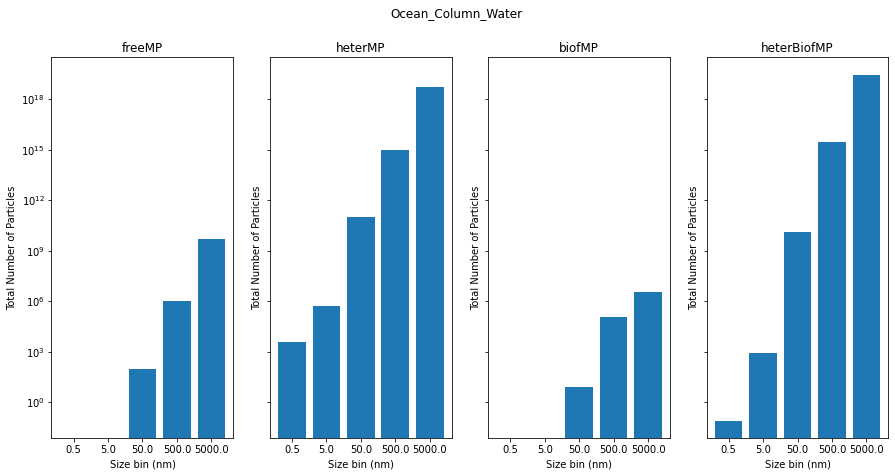 Ocean_Column_Water
freeMP
heterMP
biofMP
heterBiofMP
Total Number of Particles
10^18
10^15
10^12
10^9
10^6
10^3
10^0
0.5 5.0 50.0 500.0 5000.0
Size bin (nm)
Total Number of Particles
0.5 5.0 50.0 500.0 5000.0
Size bin (nm)
Total Number of Particles
0.5 5.0 50.0 500.0 5000.0
Size bin (nm)
Total Number of Particles
0.5 5.0 50.0 500.0 5000.0
Size bin (nm)